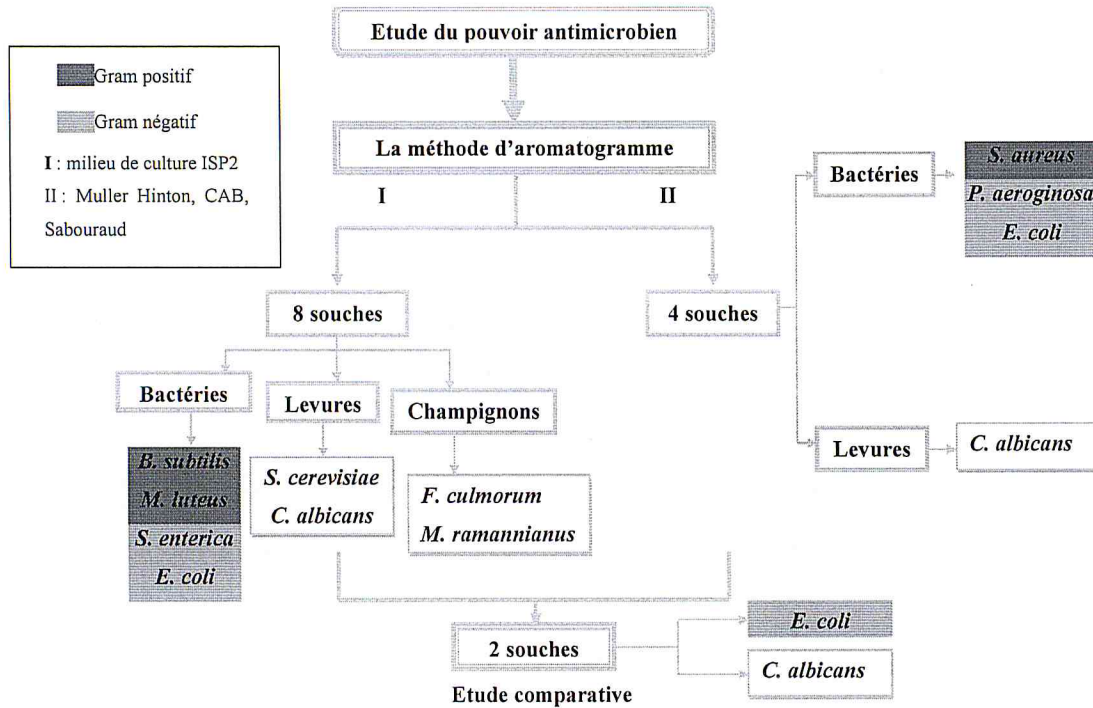 Etude du pouvoir antimicrobien
Gram positif
Gram négatif
I : milieu de culture ISP2
II : Muller Hinton, CAB,
Sabouraud
La méthode d'aromatogramme
I
II
8 souches
4 souches
Bactéries
S. aureus
P. aeroginosa
E. coli
Levures
C. albicans
Bactéries
B. subtilis
M. luteus
S. enterica
E. coli
Levures
S. cerevisiae
C. albicans
Champignons
F. culmorum
M. ramannianus
2 souches
Etude comparative
E. coli
C. albicans